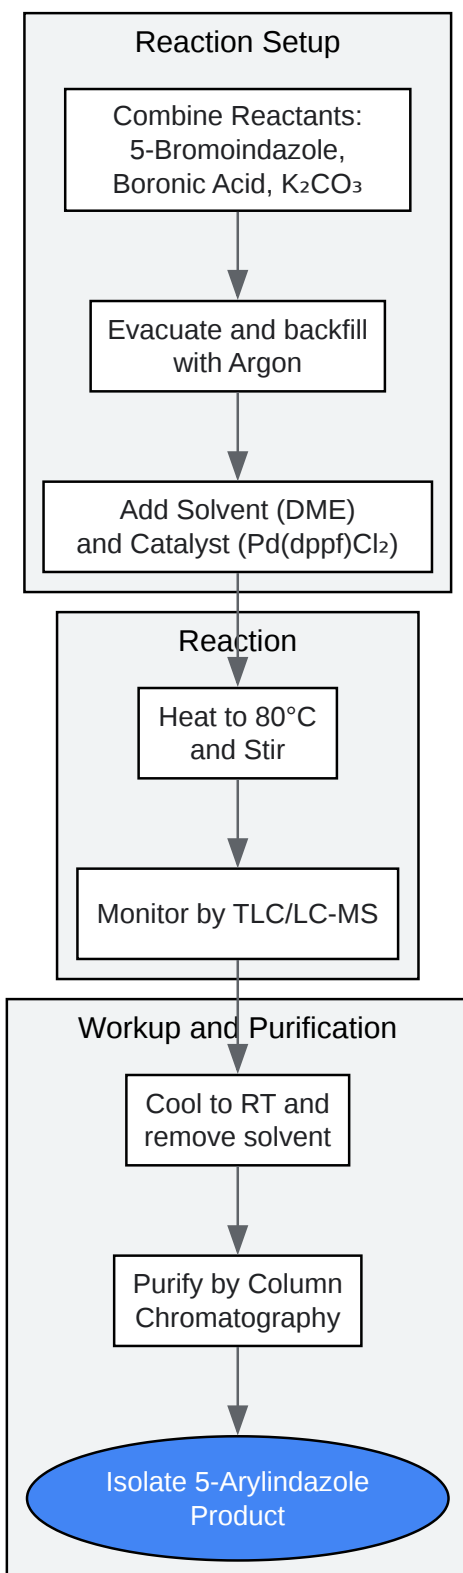 Reaction Setup
Combine Reactants:
5-Bromoindazole,
Boronic Acid, K₂CO₃
Evacuate and backfill
with Argon
Add Solvent (DME)
and Catalyst (Pd(dppf)Cl₂)
Reaction
Heat to 80°C
and Stir
Monitor by TLC/LC-MS
Workup and Purification
Cool to RT and
remove solvent
Purify by Column
Chromatography
Isolate 5-Arylindazole
Product